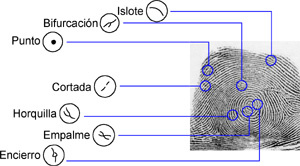 Islote
Bifurcación
Punto
Cortada
Horquilla
Empalme
Encierro